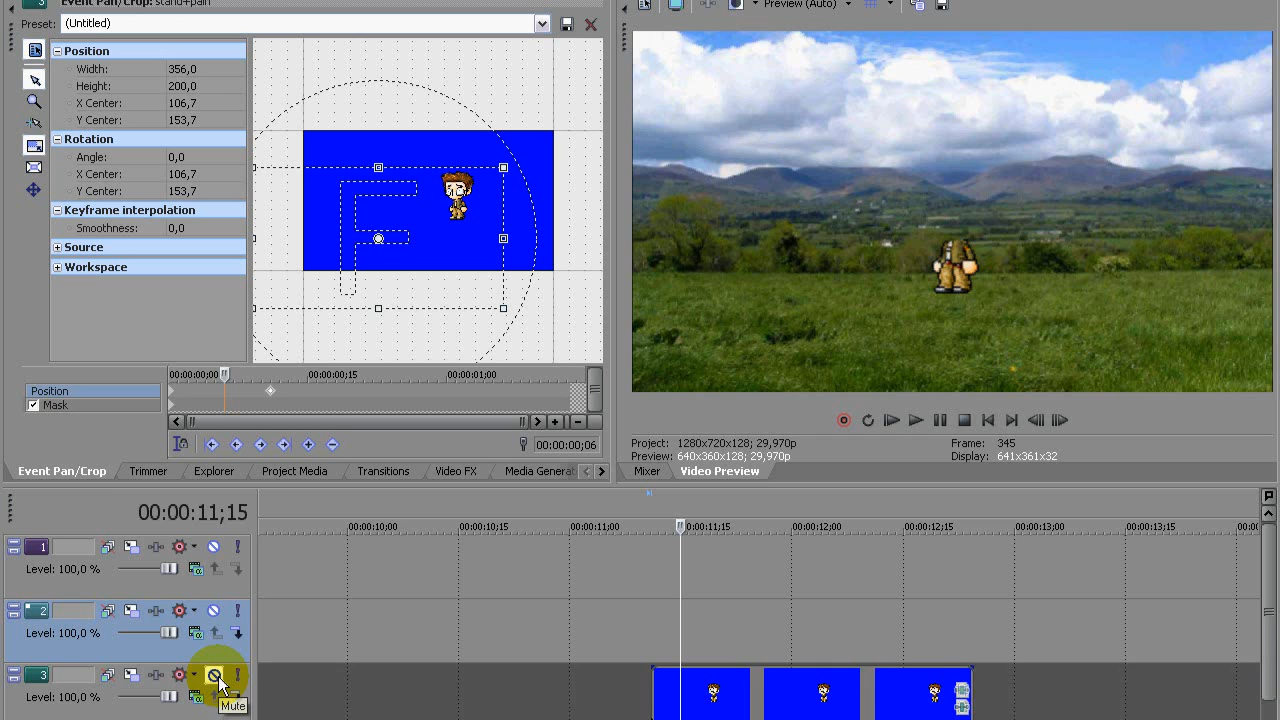 3 Event Pan/Crop: stand+pain
Preset: (Untitled)
Position
Width: 356,0
Height: 200,0
X Center: 106,7
Y Center: 153,7
Rotation
Angle: 0,0
X Center: 106,7
Y Center: 153,7
Keyframe interpolation
Smoothness: 0,0
Source
Workspace
00:00:00;00 00:00:00;15 00:00:01;00
Position
Mask
00:00:00;06
Event Pan/Crop Trimmer Explorer Project Media Transitions Video FX Media Generat
Preview (Auto)
Project: 1280x720x128; 29,970p
Preview: 640x360x128; 29,970p
Frame: 345
Display: 641x361x32
Mixer Video Preview
00:00:11;15
00:00:10;00 00:00:10;15 00:00:11;00 00:00:11;15 00:00:12;00 00:00:12;15 00:00:13;00 00:00:13;15 00:00
1
Level: 100,0 %
2
Level: 100,0 %
3
Level: 100,0 %
Mute